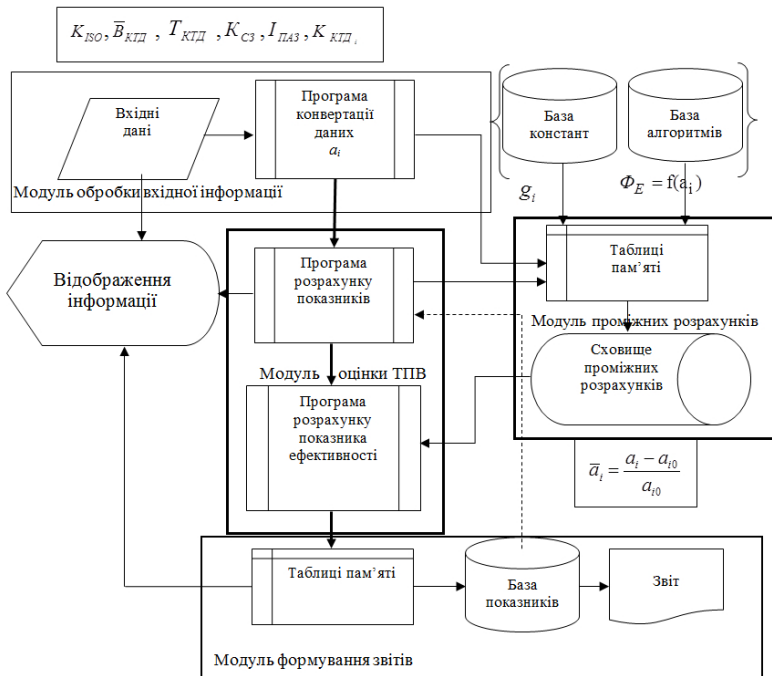 K_ISO, B̅_КТД, T_КТД, K_СЗ, I_ПАЗ, K_КТД_i
Вхідні
дані
Програма
конвертації
даних
a_i
База
констант
База
алгоритмів
Модуль обробки вхідної інформації
g_i
Φ_E = f(a_i)
Відображення
інформації
Програма
розрахунку
показників
Таблиці
пам’яті
Модуль проміжних розрахунків
Сховище
проміжних
розрахунків
Модуль оцінки ТПВ
Програма
розрахунку
показника
ефективності
a̅_i = (a_i − a_i0) / a_i0
Таблиці пам’яті
База
показників
Звіт
Модуль формування звітів